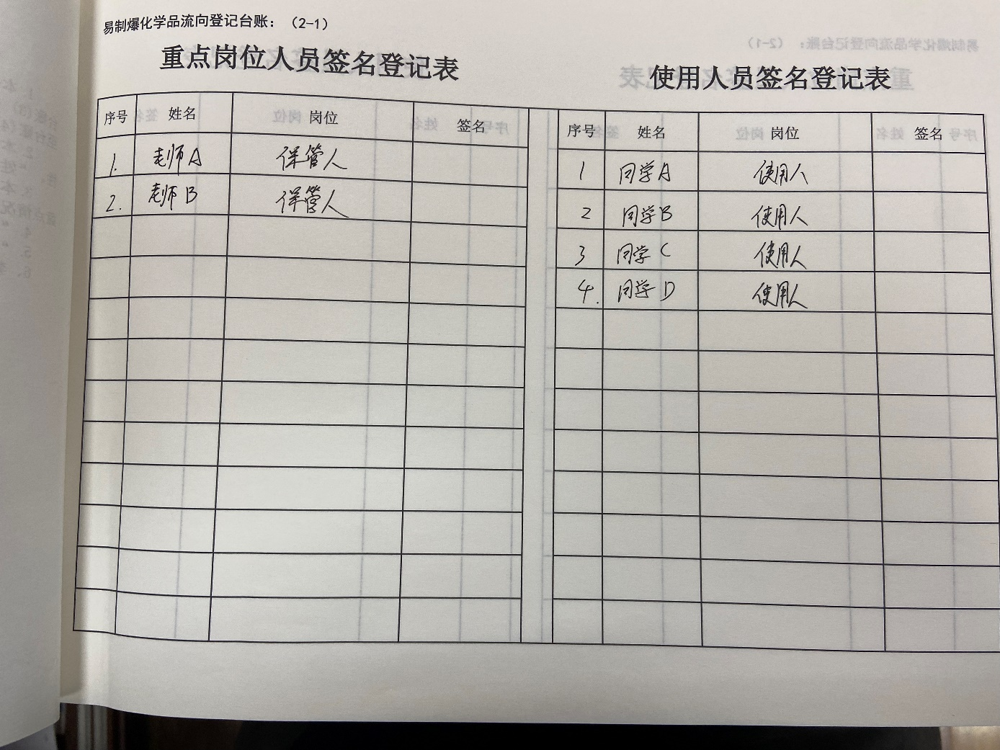 易制爆化学品流向登记台账：（2-1）
重点岗位人员签名登记表
序号 姓名 岗位 签名
1. 老师A 保管人
2. 老师B 保管人
使用人员签名登记表
序号 姓名 岗位 签名
1 同学A 使用人
2 同学B 使用人
3 同学C 使用人
4. 同学D 使用人